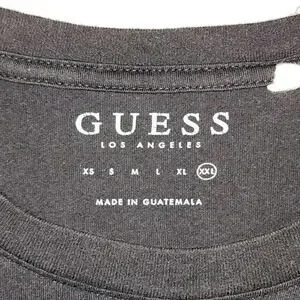 GUESS
LOS ANGELES
XS S M L XL XXL
MADE IN GUATEMALA